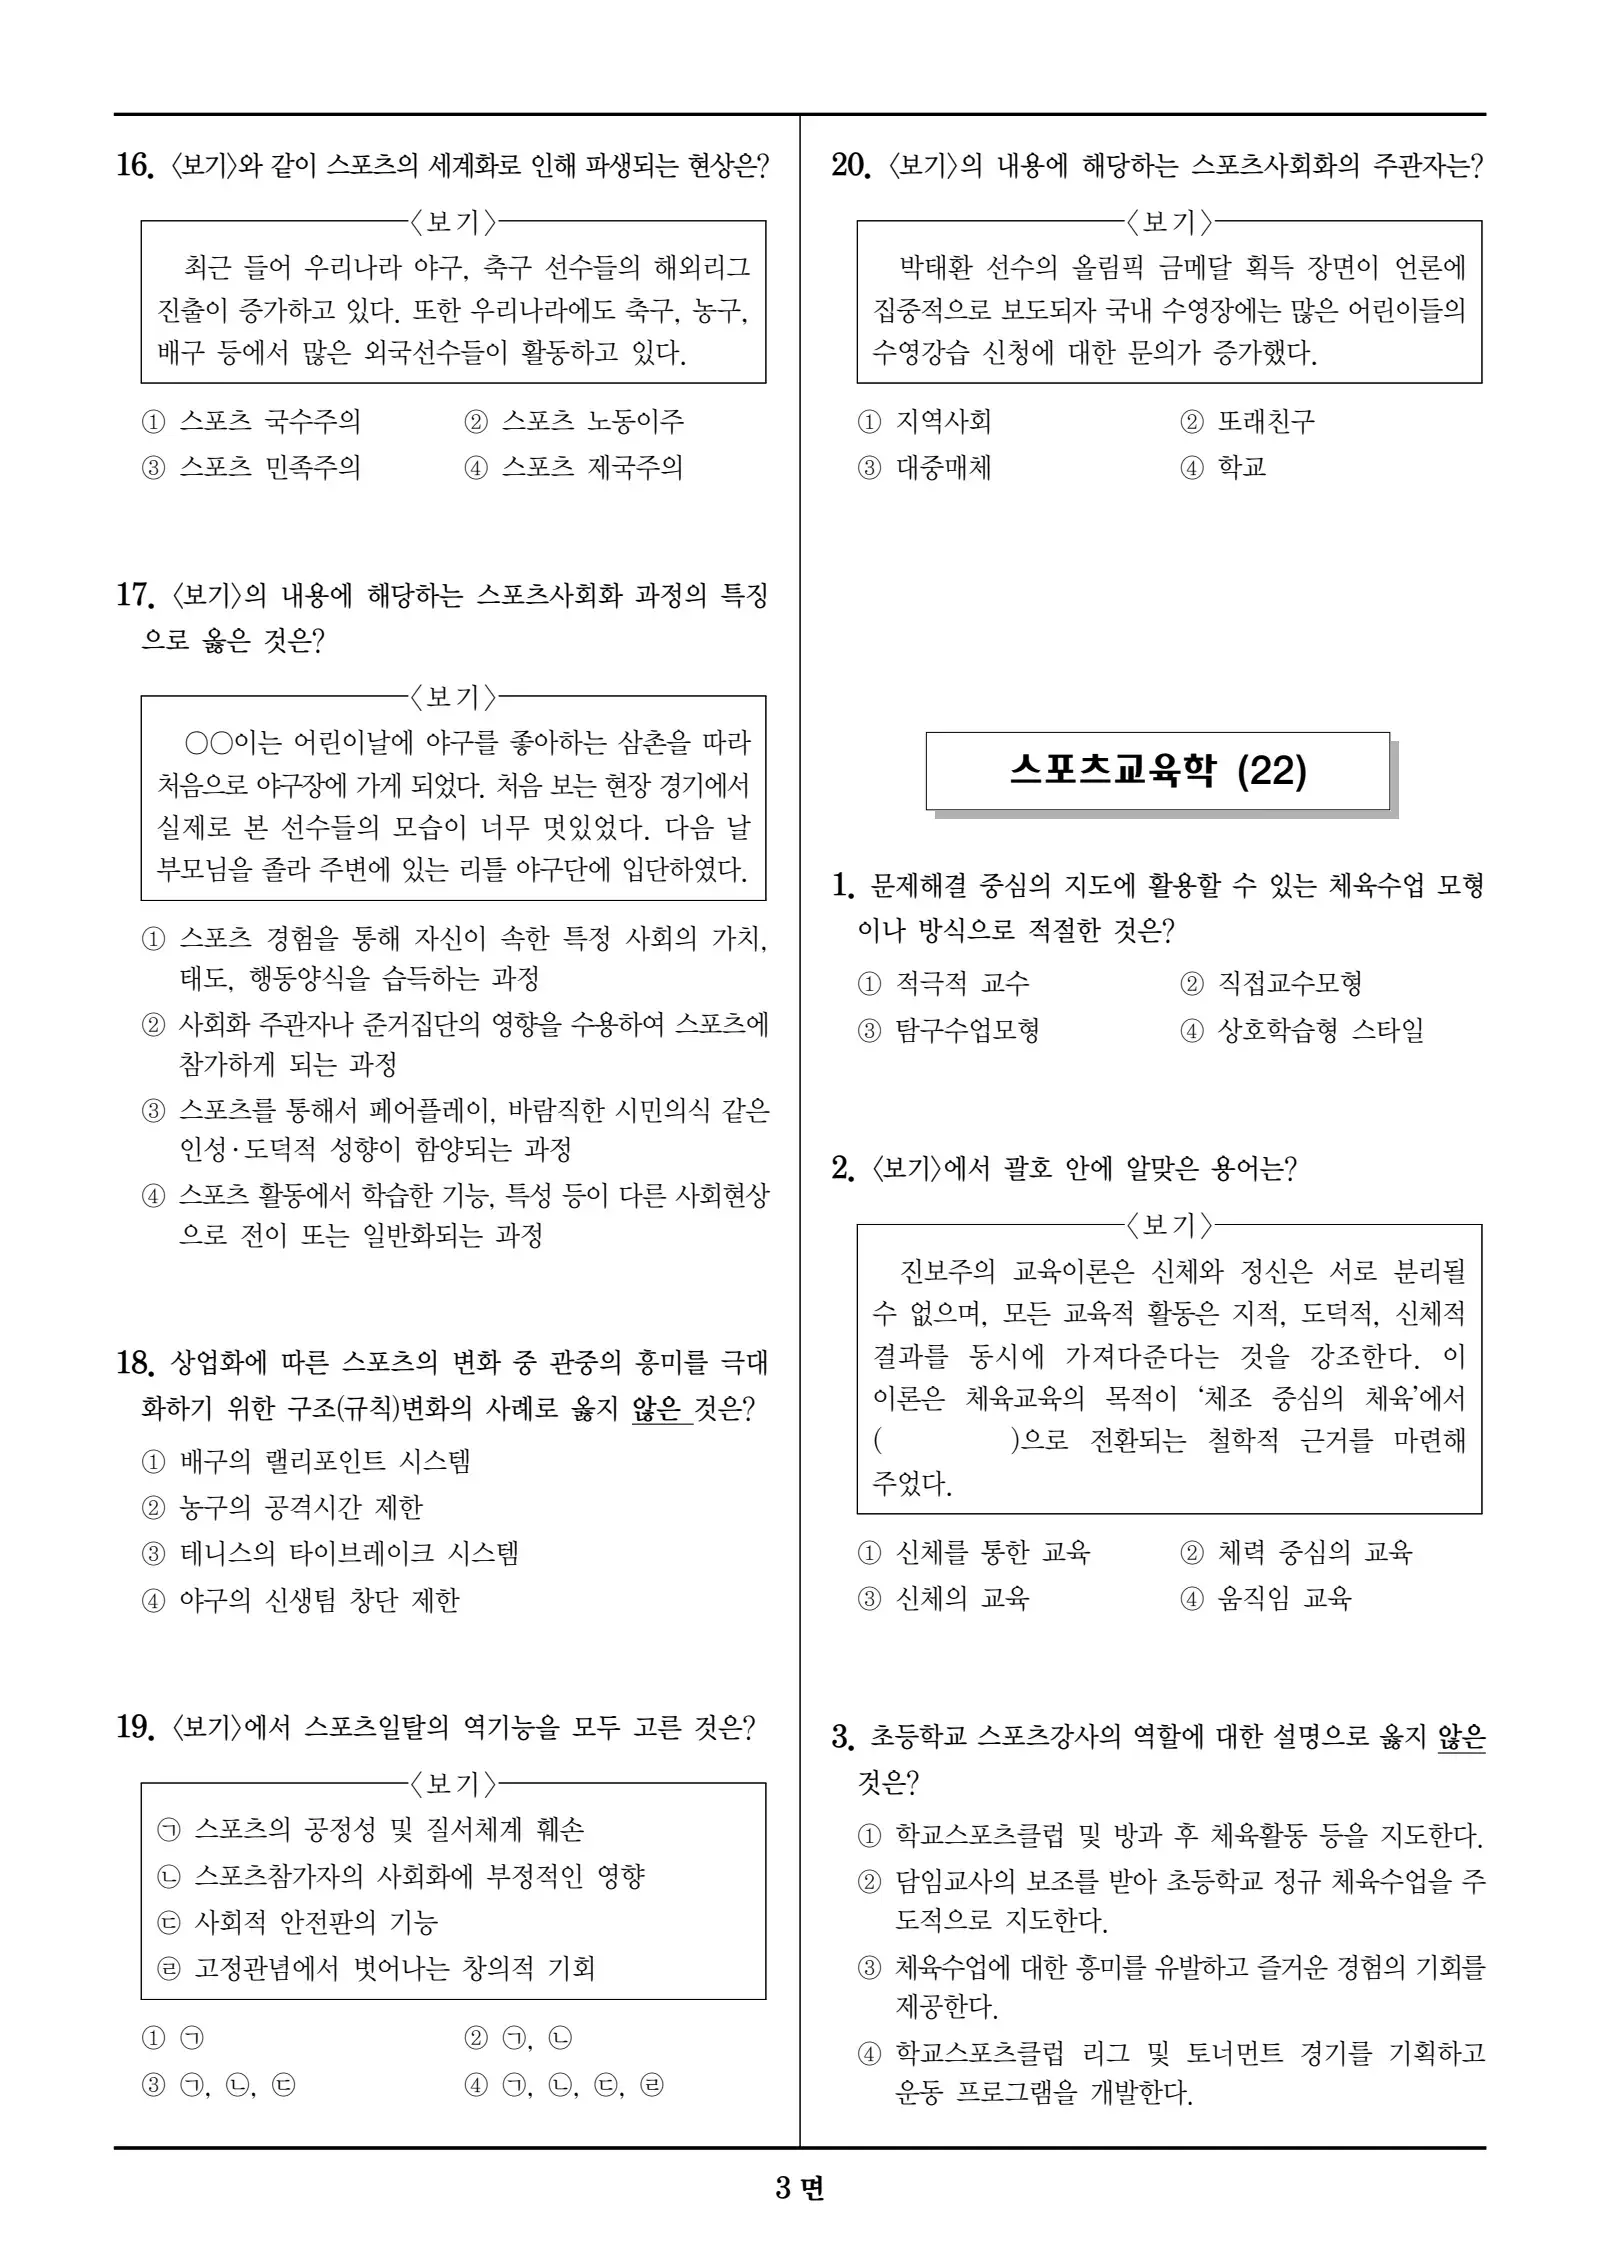 16. 〈보기〉와 같이 스포츠의 세계화로 인해 파생되는 현상은?
〈보기〉
최근 들어 우리나라 야구, 축구 선수들의 해외리그
진출이 증가하고 있다. 또한 우리나라에도 축구, 농구,
배구 등에서 많은 외국선수들이 활동하고 있다.
① 스포츠 국수주의 ② 스포츠 노동이주
③ 스포츠 민족주의 ④ 스포츠 제국주의
17. 〈보기〉의 내용에 해당하는 스포츠사회화 과정의 특징
으로 옳은 것은?
〈보기〉
○○이는 어린이날에 야구를 좋아하는 삼촌을 따라
처음으로 야구장에 가게 되었다. 처음 보는 현장 경기에서
실제로 본 선수들의 모습이 너무 멋있었다. 다음 날
부모님을 졸라 주변에 있는 리틀 야구단에 입단하였다.
① 스포츠 경험을 통해 자신이 속한 특정 사회의 가치,
태도, 행동양식을 습득하는 과정
② 사회화 주관자나 준거집단의 영향을 수용하여 스포츠에
참가하게 되는 과정
③ 스포츠를 통해서 페어플레이, 바람직한 시민의식 같은
인성·도덕적 성향이 함양되는 과정
④ 스포츠 활동에서 학습한 기능, 특성 등이 다른 사회현상
으로 전이 또는 일반화되는 과정
18. 상업화에 따른 스포츠의 변화 중 관중의 흥미를 극대
화하기 위한 구조(규칙)변화의 사례로 옳지 않은 것은?
① 배구의 랠리포인트 시스템
② 농구의 공격시간 제한
③ 테니스의 타이브레이크 시스템
④ 야구의 신생팀 창단 제한
19. 〈보기〉에서 스포츠일탈의 역기능을 모두 고른 것은?
〈보기〉
㉠ 스포츠의 공정성 및 질서체계 훼손
㉡ 스포츠참가자의 사회화에 부정적인 영향
㉢ 사회적 안전판의 기능
㉣ 고정관념에서 벗어나는 창의적 기회
① ㉠ ② ㉠, ㉡
③ ㉠, ㉡, ㉢ ④ ㉠, ㉡, ㉢, ㉣
20. 〈보기〉의 내용에 해당하는 스포츠사회화의 주관자는?
〈보기〉
박태환 선수의 올림픽 금메달 획득 장면이 언론에
집중적으로 보도되자 국내 수영장에는 많은 어린이들의
수영강습 신청에 대한 문의가 증가했다.
① 지역사회 ② 또래친구
③ 대중매체 ④ 학교
스포츠교육학 (22)
1. 문제해결 중심의 지도에 활용할 수 있는 체육수업 모형
이나 방식으로 적절한 것은?
① 적극적 교수 ② 직접교수모형
③ 탐구수업모형 ④ 상호학습형 스타일
2. 〈보기〉에서 괄호 안에 알맞은 용어는?
〈보기〉
진보주의 교육이론은 신체와 정신은 서로 분리될
수 없으며, 모든 교육적 활동은 지적, 도덕적, 신체적
결과를 동시에 가져다준다는 것을 강조한다. 이
이론은 체육교육의 목적이 ‘체조 중심의 체육’에서
( )으로 전환되는 철학적 근거를 마련해
주었다.
① 신체를 통한 교육 ② 체력 중심의 교육
③ 신체의 교육 ④ 움직임 교육
3. 초등학교 스포츠강사의 역할에 대한 설명으로 옳지 않은
것은?
① 학교스포츠클럽 및 방과 후 체육활동 등을 지도한다.
② 담임교사의 보조를 받아 초등학교 정규 체육수업을 주
도적으로 지도한다.
③ 체육수업에 대한 흥미를 유발하고 즐거운 경험의 기회를
제공한다.
④ 학교스포츠클럽 리그 및 토너먼트 경기를 기획하고
운동 프로그램을 개발한다.
3 면